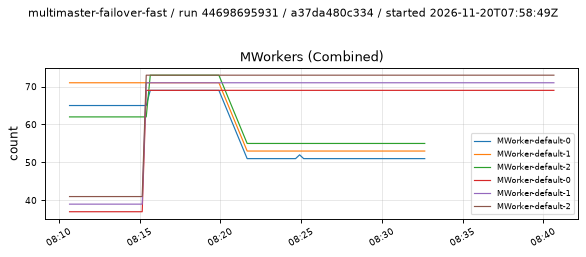 multimaster-failover-fast / run 44698695931 / a37da480c334 / started 2026-11-20T07:58:49Z
MWorkers (Combined)
count
70
60
50
40
08:10
08:15
08:20
08:25
08:30
08:35
08:40
MWorker-default-0
MWorker-default-1
MWorker-default-2
MWorker-default-0
MWorker-default-1
MWorker-default-2